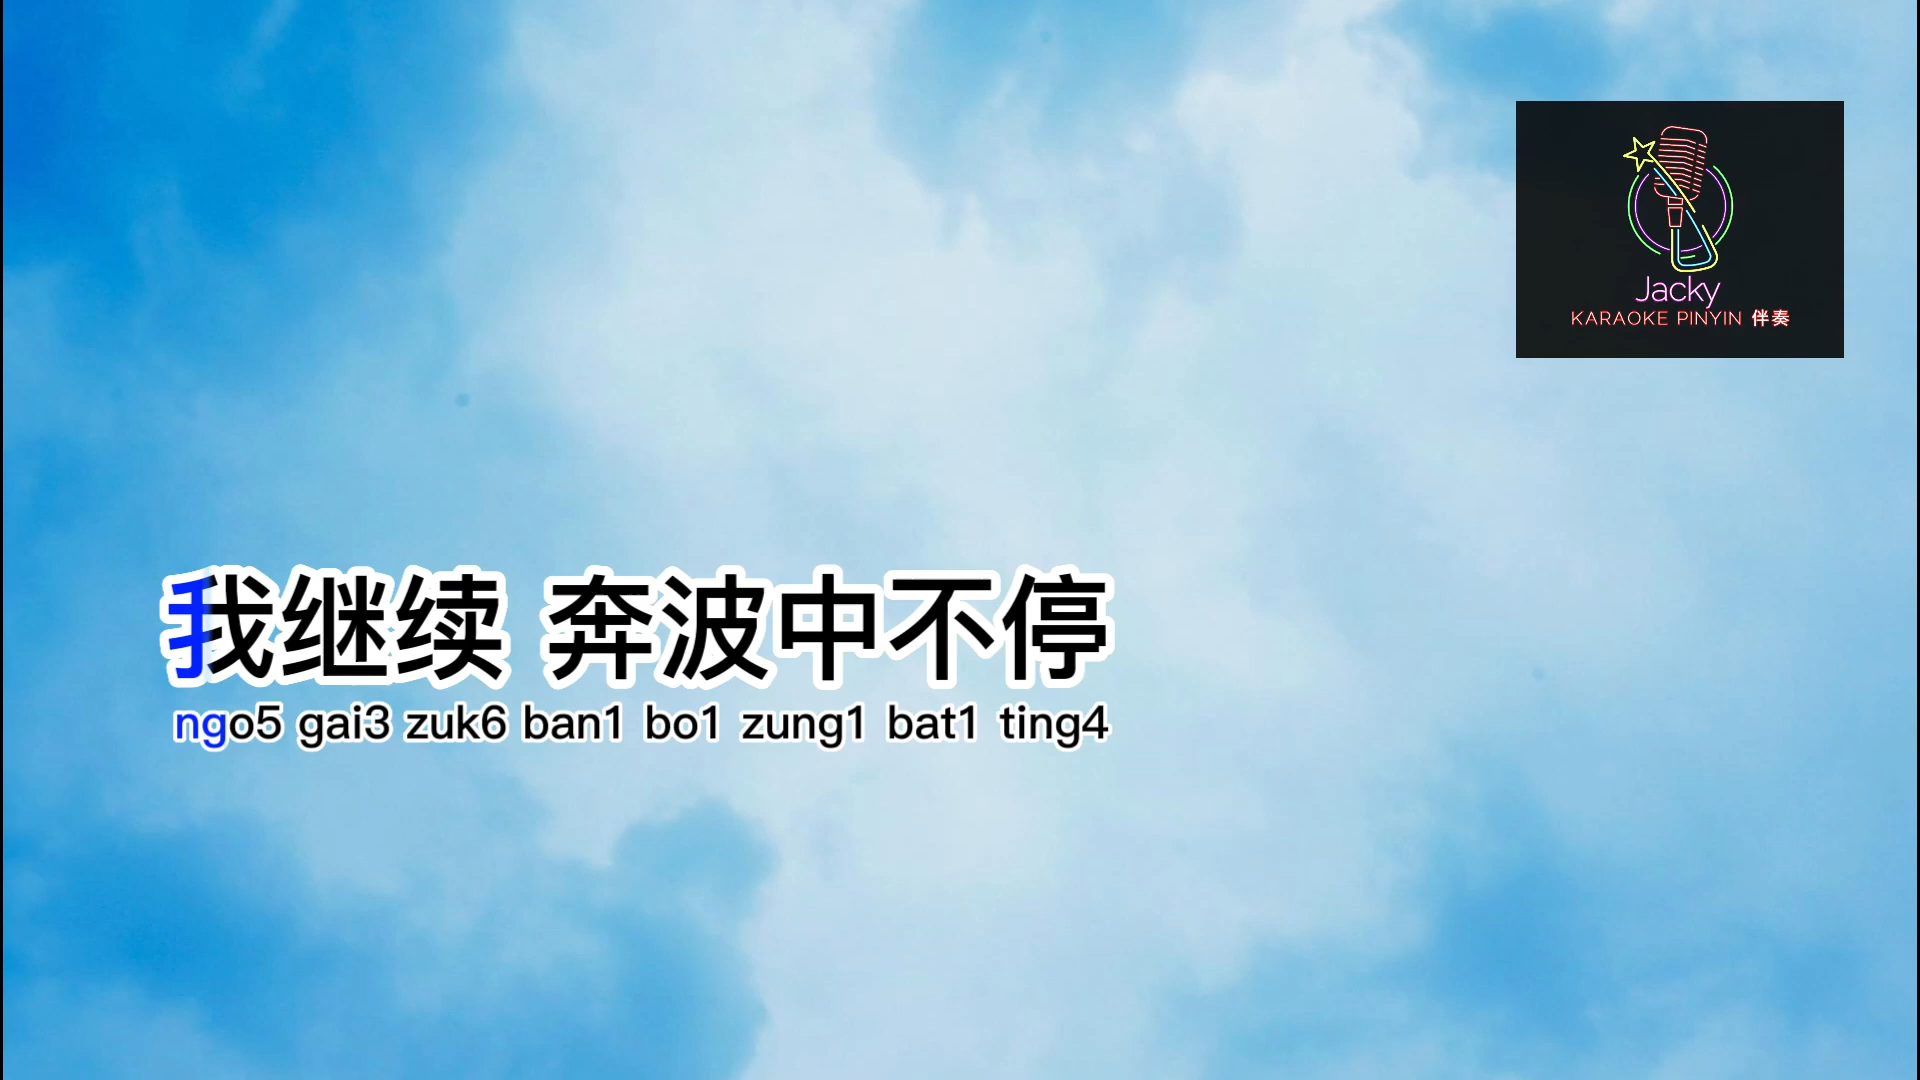 Jacky
KARAOKE PINYIN 伴奏
我继续 奔波中不停
ngo5 gai3 zuk6 ban1 bo1 zung1 bat1 ting4